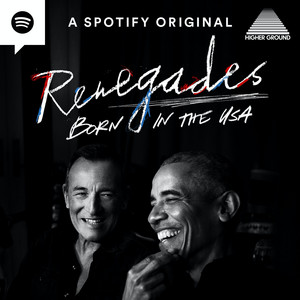 A SPOTIFY ORIGINAL
HIGHER GROUND
Renegades
BORN IN THE USA